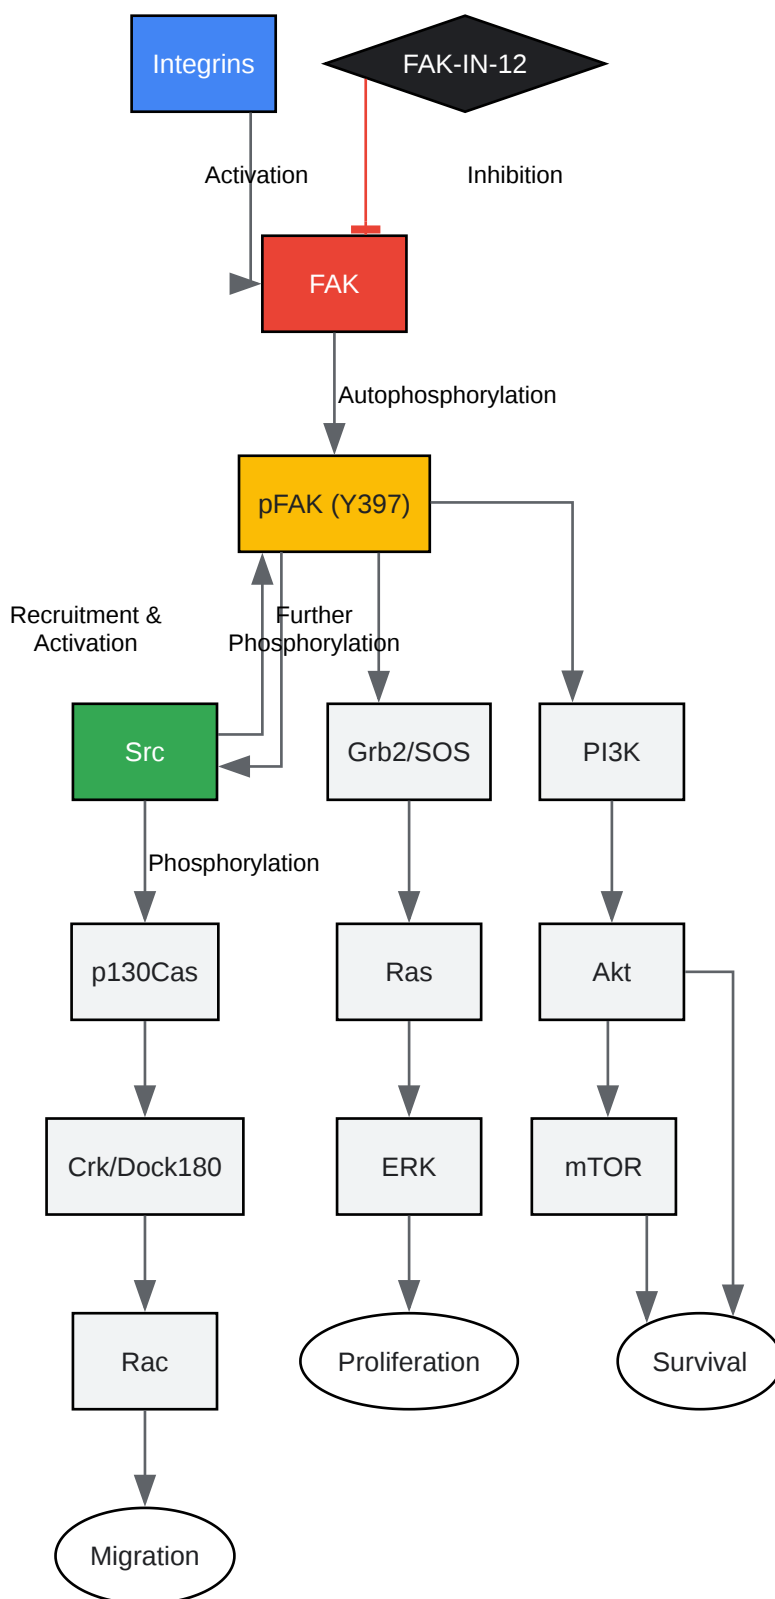 Integrins
FAK-IN-12
Activation
Inhibition
FAK
Autophosphorylation
pFAK (Y397)
Recruitment &
Activation
Further
Phosphorylation
Src
Grb2/SOS
PI3K
Phosphorylation
p130Cas
Ras
Akt
Crk/Dock180
ERK
mTOR
Rac
Proliferation
Survival
Migration